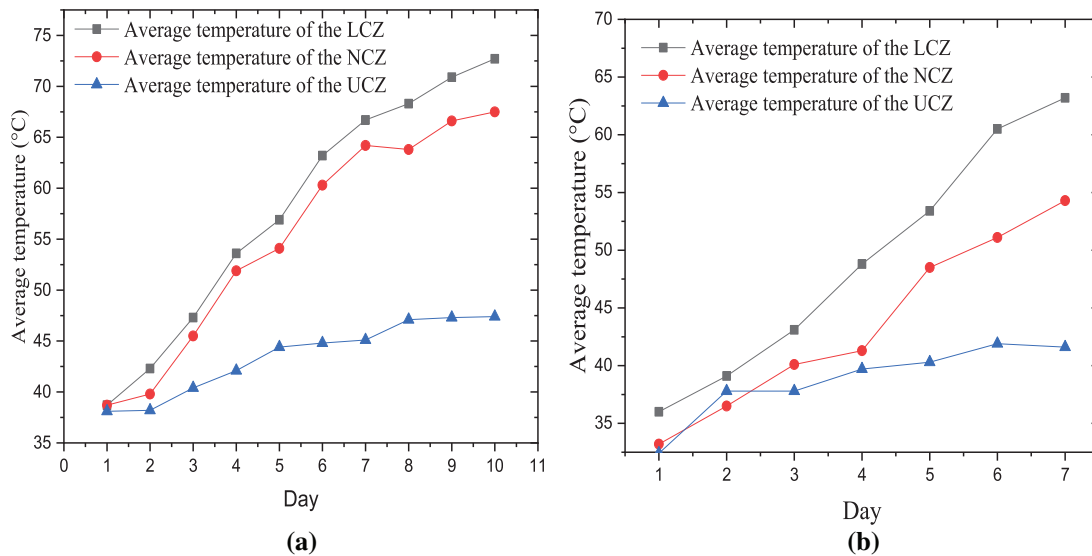 Average temperature of the LCZ
Average temperature of the NCZ
Average temperature of the UCZ
75
70
65
60
55
50
45
40
35
Average temperature (°C)
0 1 2 3 4 5 6 7 8 9 10 11
Day
(a)
Average temperature of the LCZ
Average temperature of the NCZ
Average temperature of the UCZ
70
65
60
55
50
45
40
35
Average temperature (°C)
1 2 3 4 5 6 7
Day
(b)